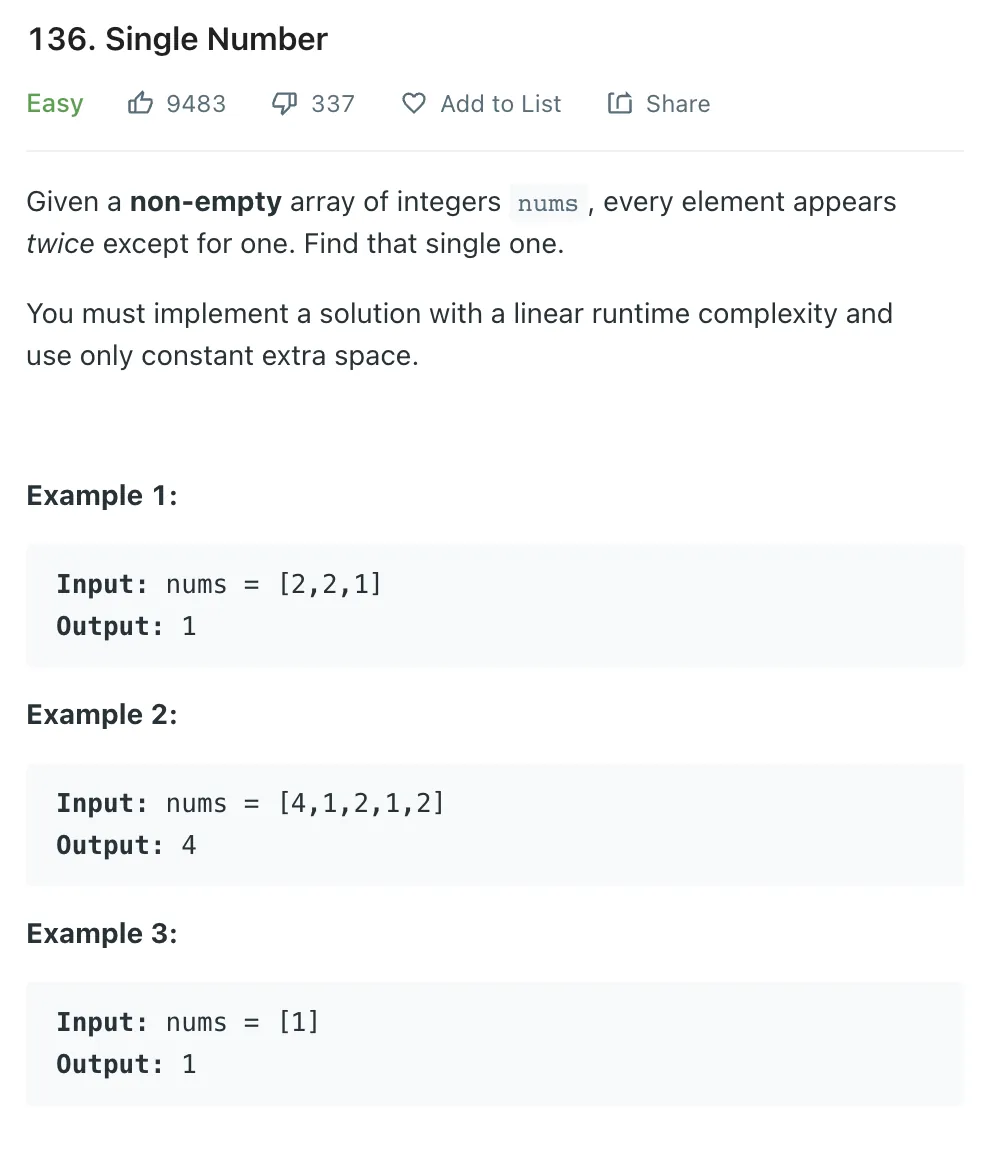 136. Single Number
Easy 9483 337 Add to List Share
Given a non-empty array of integers nums , every element appears
twice except for one. Find that single one.
You must implement a solution with a linear runtime complexity and
use only constant extra space.
Example 1:
Input: nums = [2,2,1]
Output: 1
Example 2:
Input: nums = [4,1,2,1,2]
Output: 4
Example 3:
Input: nums = [1]
Output: 1